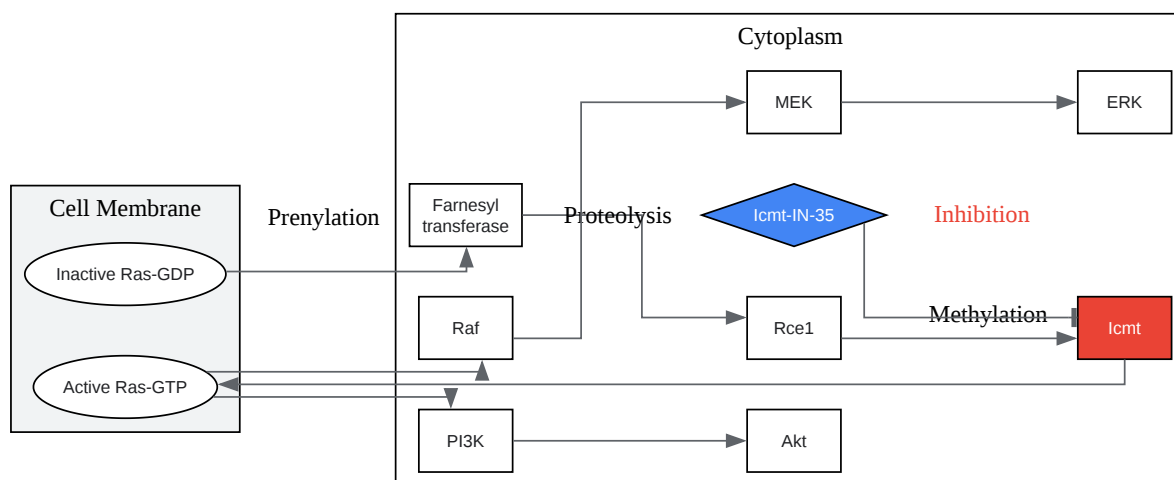 Cytoplasm
MEK
ERK
Cell Membrane
Prenylation
Farnesyl
transferase
Proteolysis
Icmt-IN-35
Inhibition
Inactive Ras-GDP
Raf
Rce1
Methylation
Icmt
Active Ras-GTP
PI3K
Akt